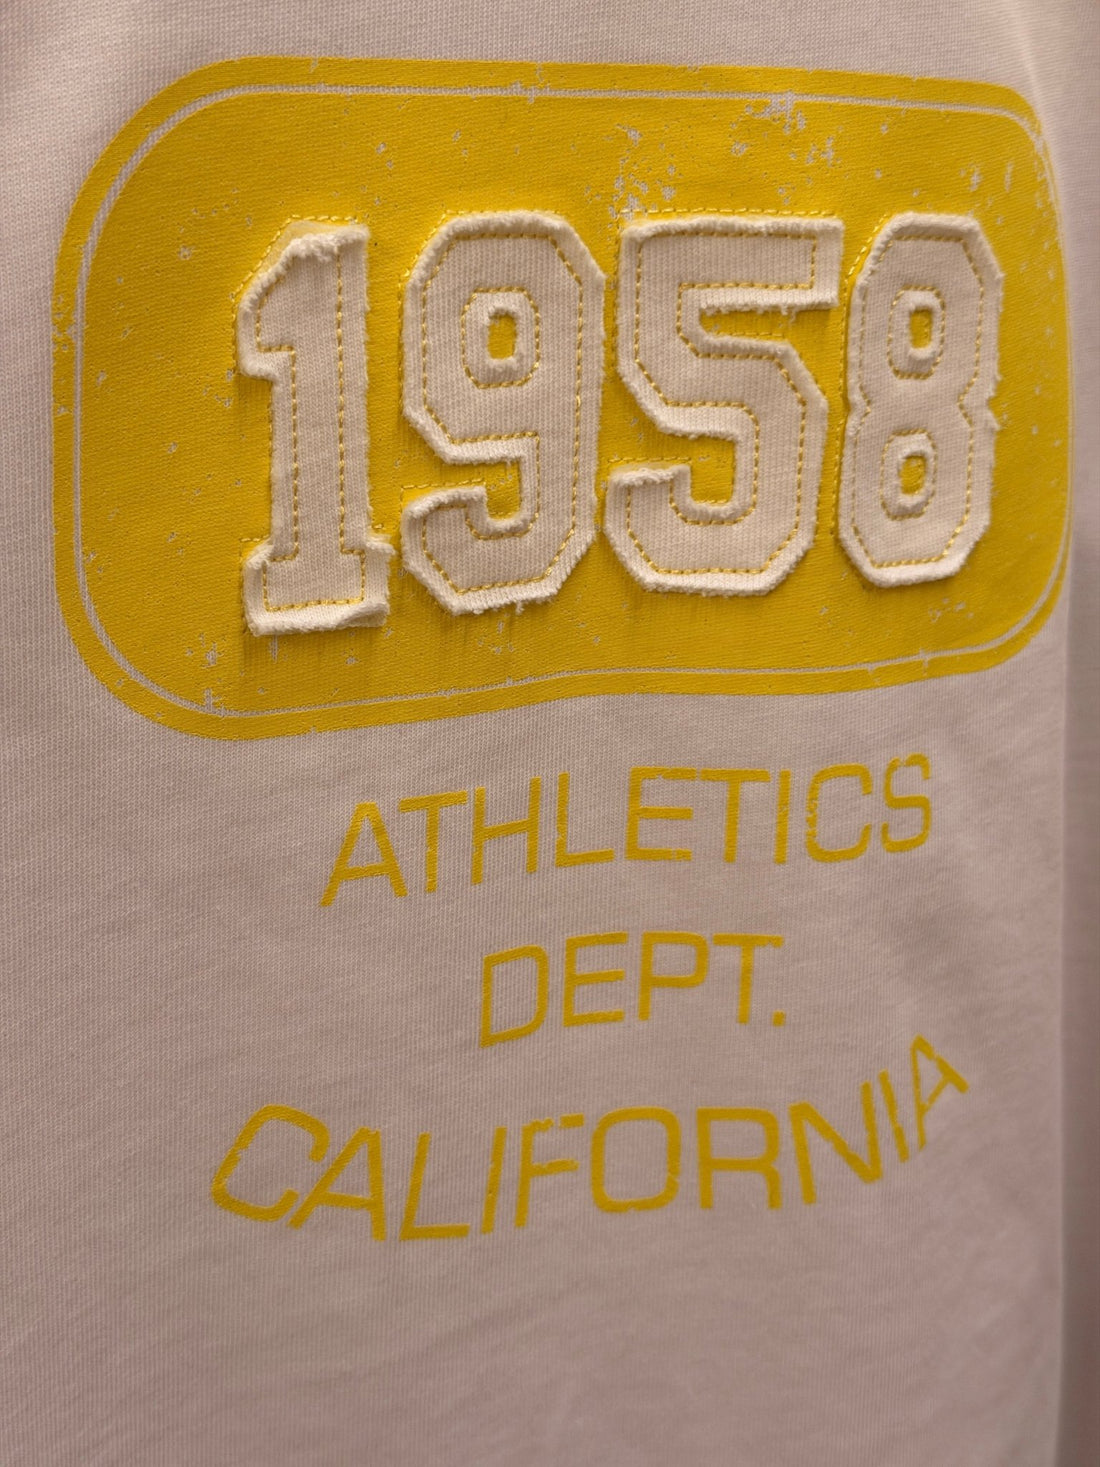 1958
ATHLETICS
DEPT.
CALIFORNIA